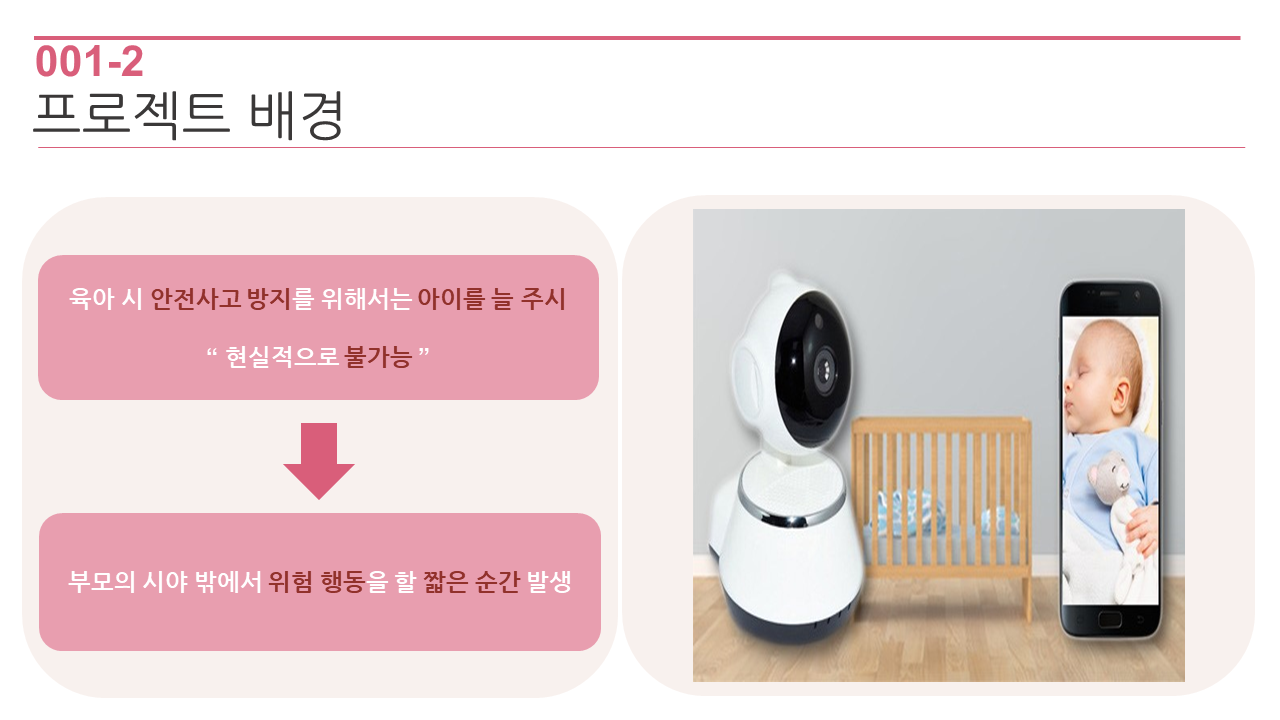 001-2
프로젝트 배경
육아 시 안전사고 방지를 위해서는 아이를 늘 주시
“ 현실적으로 불가능 ”
부모의 시야 밖에서 위험 행동을 할 짧은 순간 발생